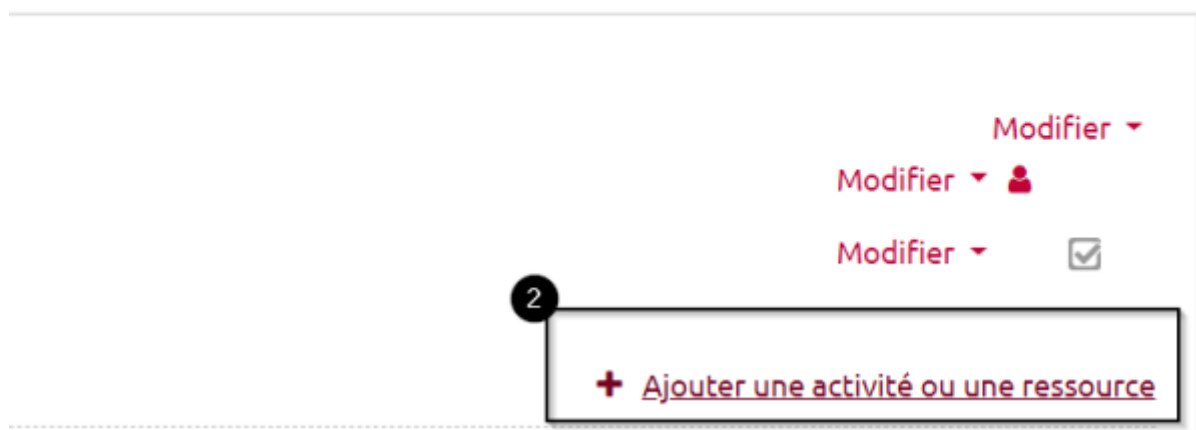 Modifier
Modifier
Modifier
2
Ajouter une activité ou une ressource